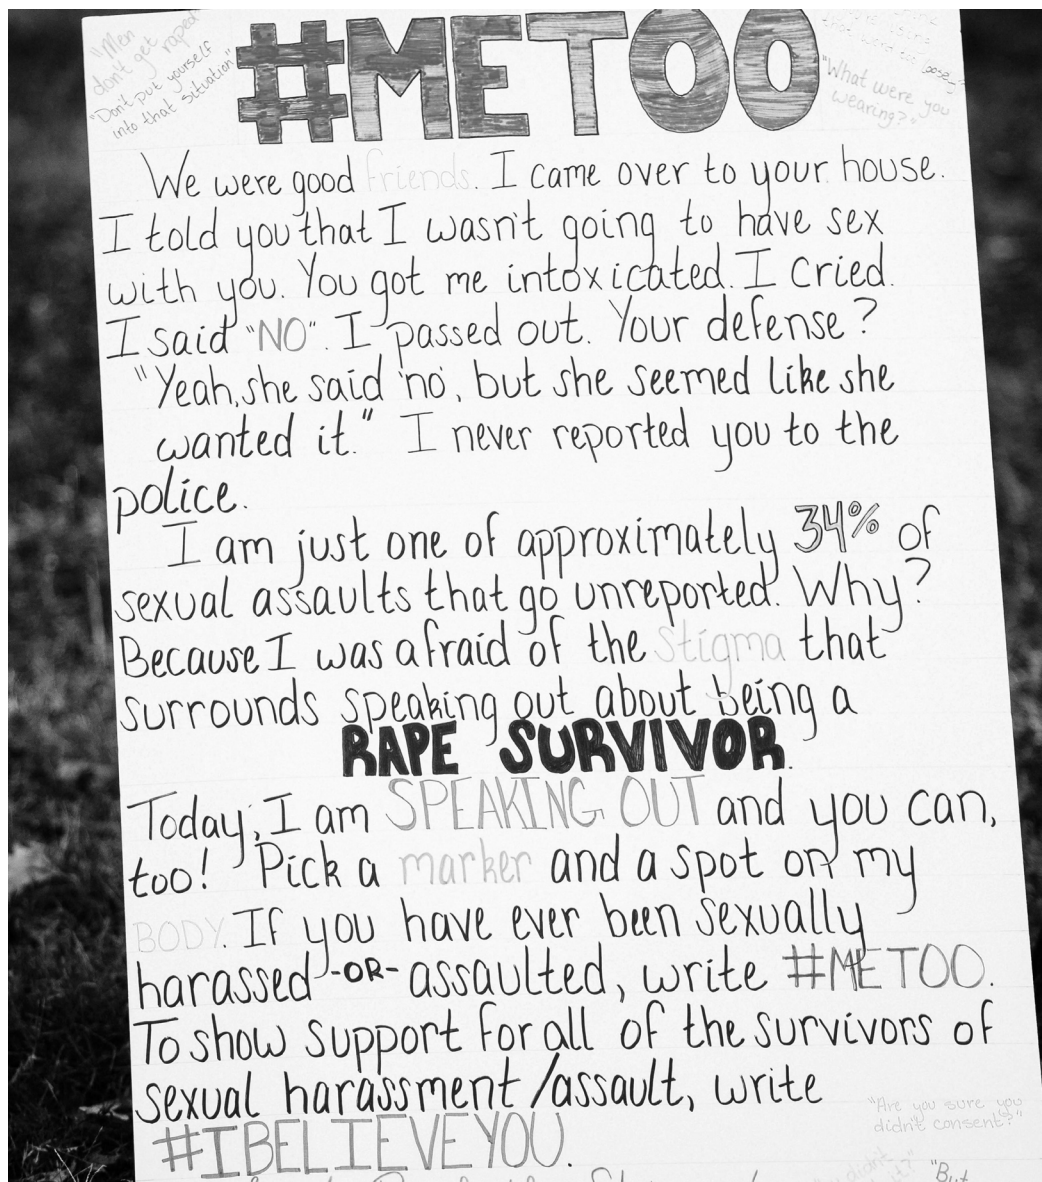 "Men
don't get raped"
"Don't put yourself
into that situation"
#METOO
"What were you
wearing?"
We were good friends. I came over to your house.
I told you that I wasn't going to have sex
with you. You got me intoxicated. I cried.
I said "NO". I passed out. Your defense?
"Yeah, she said 'no', but she seemed like she
wanted it." I never reported you to the
police.
I am just one of approximately 34% of
sexual assaults that go unreported. Why?
Because I was afraid of the stigma that
surrounds speaking out about being a
RAPE SURVIVOR.
Today, I am SPEAKING OUT and you can,
too! Pick a marker and a spot on my
BODY. If you have ever been sexually
harassed -OR- assaulted, write #METOO.
To show support for all of the survivors of
sexual harassment/assault, write
#IBELIEVEYOU.
"Are you sure you
didn't consent?"
"But